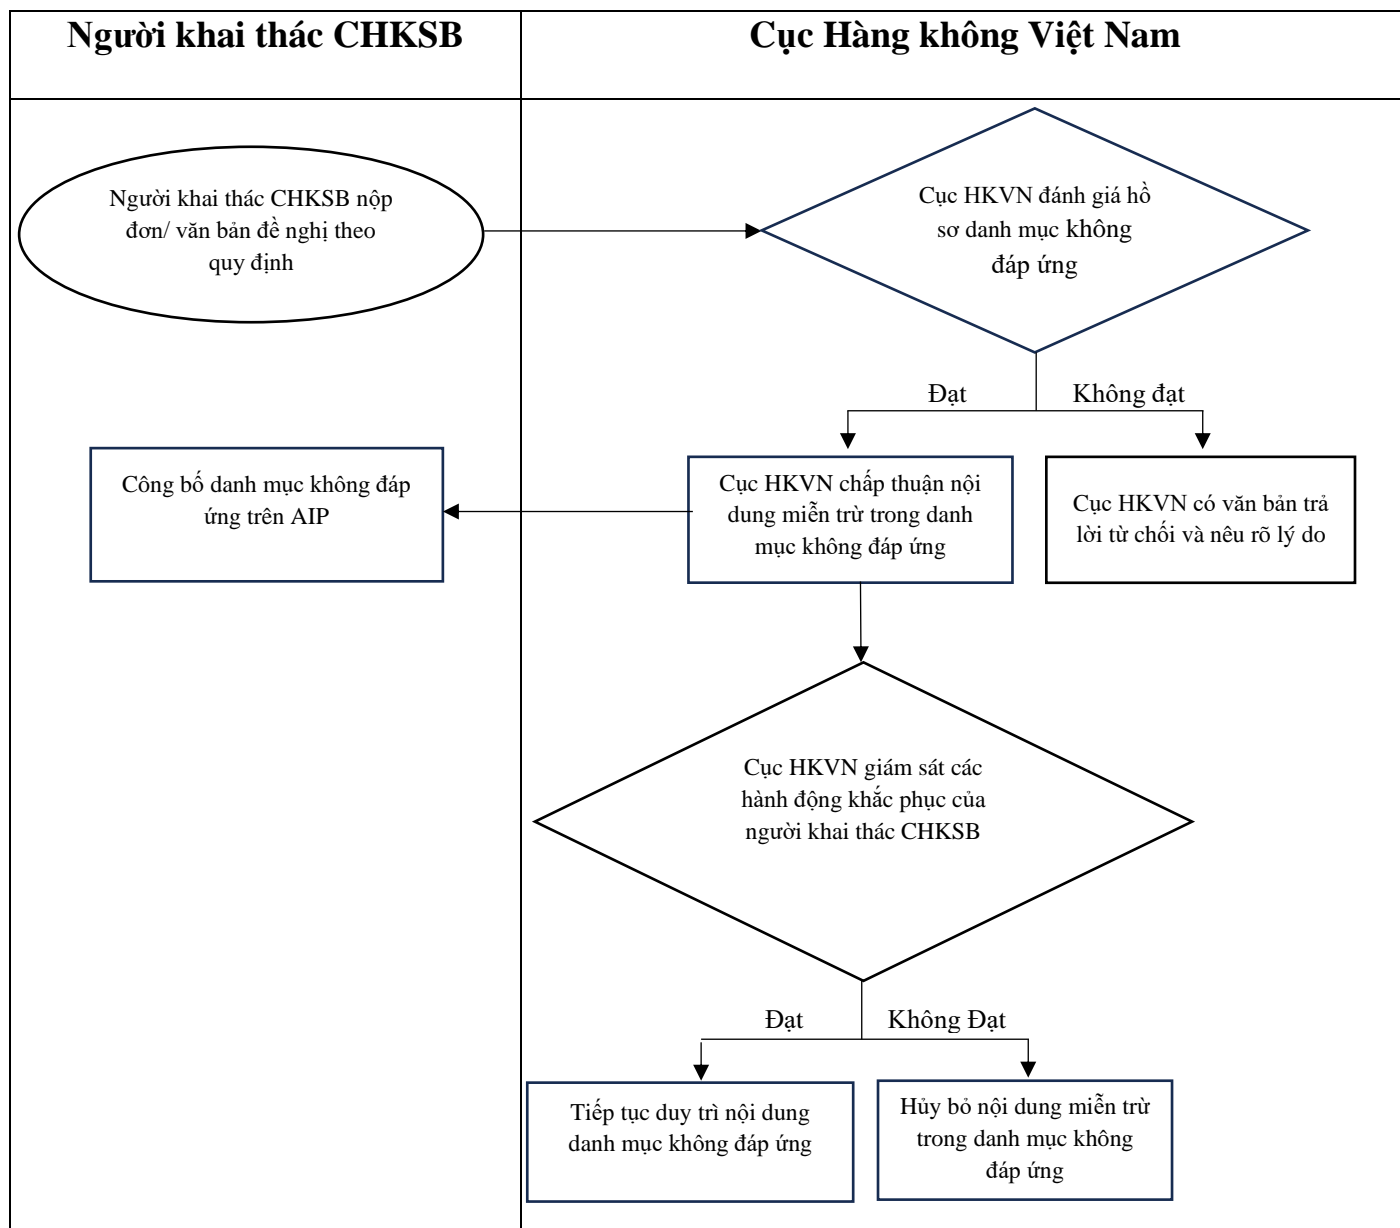 Người khai thác CHKSB
Cục Hàng không Việt Nam
Người khai thác CHKSB nộp
đơn/ văn bản đề nghị theo
quy định
Cục HKVN đánh giá hồ
sơ danh mục không
đáp ứng
Đạt
Không đạt
Công bố danh mục không đáp
ứng trên AIP
Cục HKVN chấp thuận nội
dung miễn trừ trong danh
mục không đáp ứng
Cục HKVN có văn bản trả
lời từ chối và nêu rõ lý do
Cục HKVN giám sát các
hành động khắc phục của
người khai thác CHKSB
Đạt
Không Đạt
Tiếp tục duy trì nội dung
danh mục không đáp ứng
Hủy bỏ nội dung miễn trừ
trong danh mục không
đáp ứng